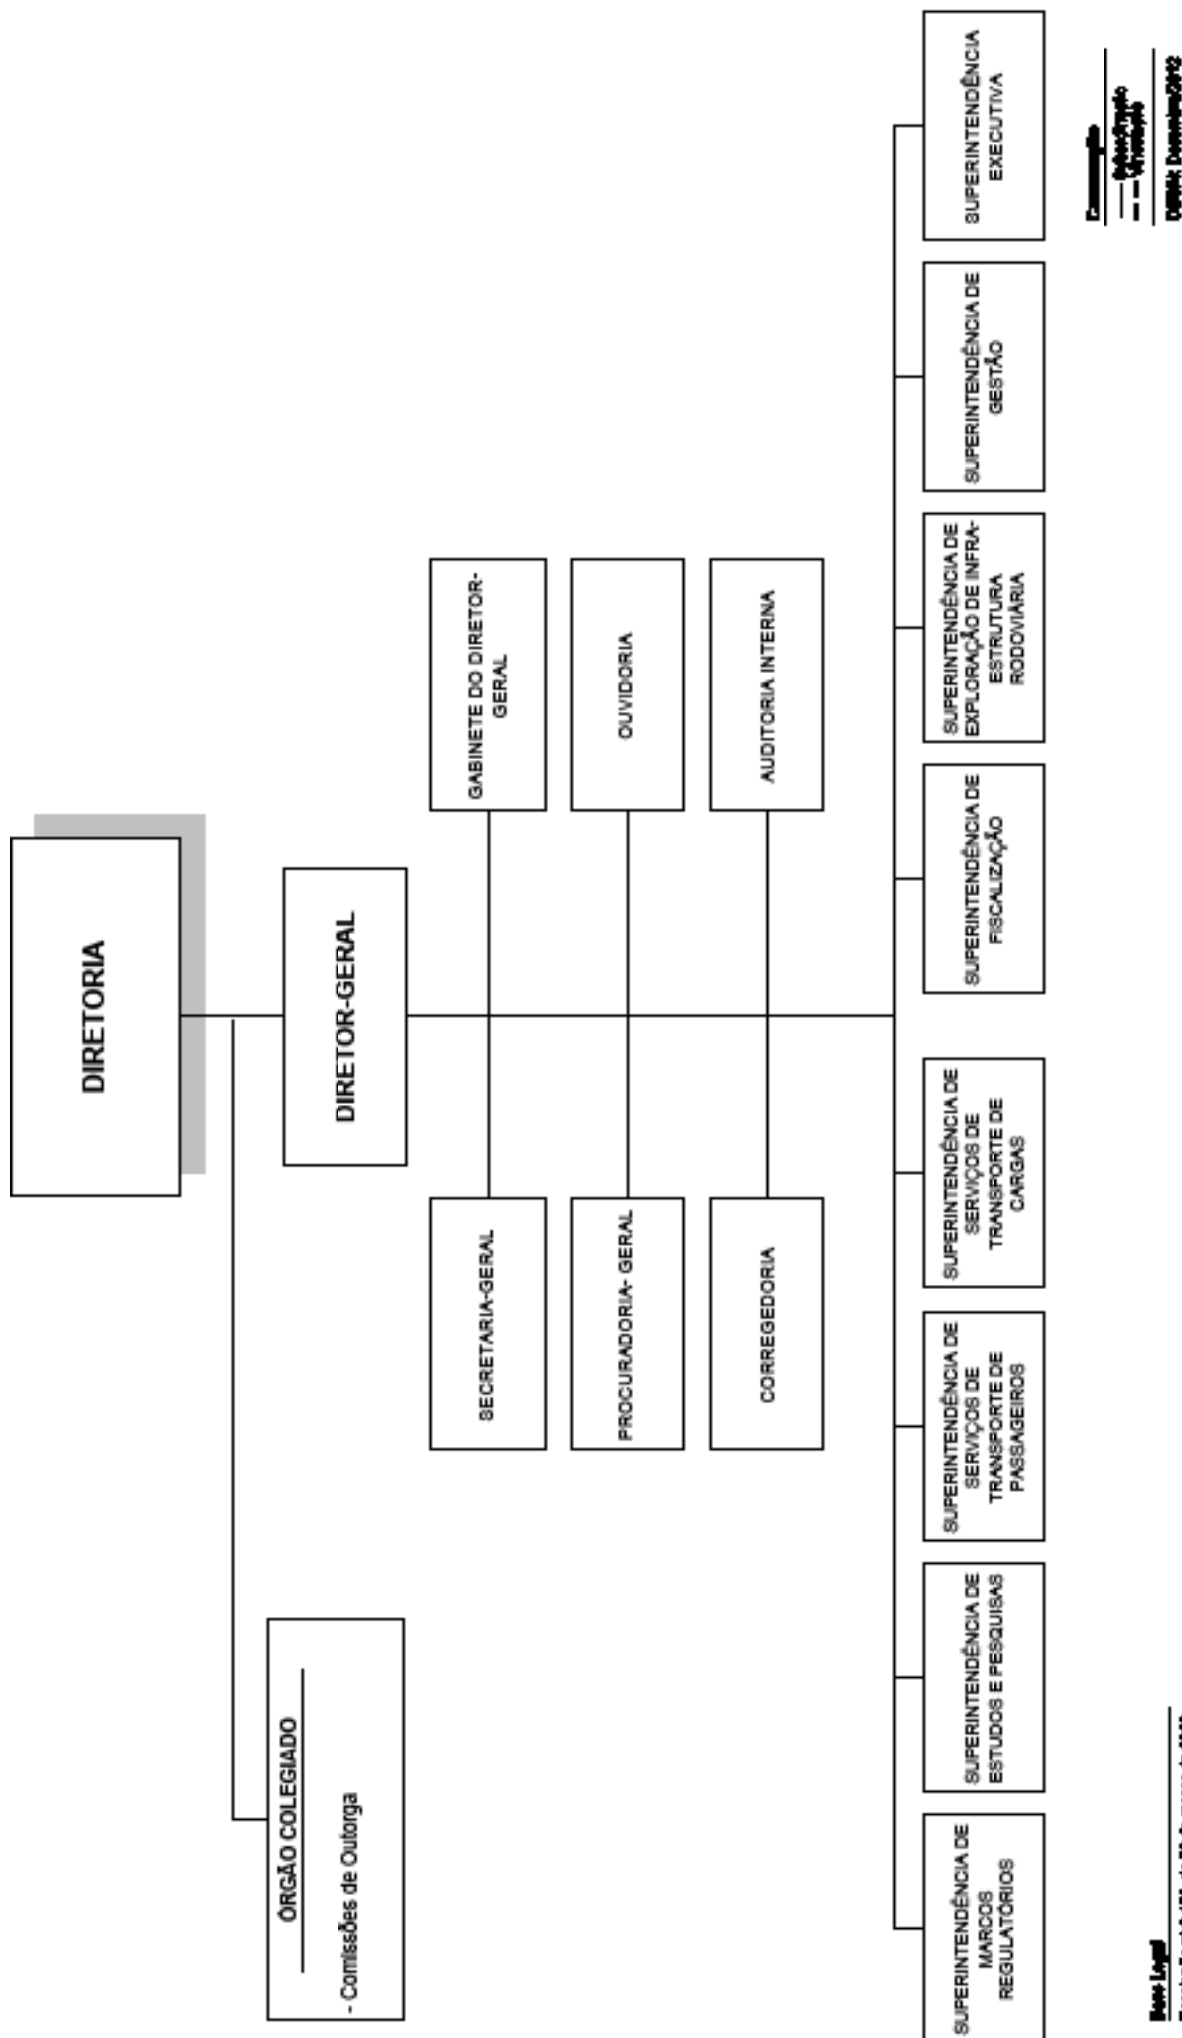 DIRETORIA
ÓRGÃO COLEGIADO
- Comissões de Outorga
DIRETOR-GERAL
SECRETARIA-GERAL
GABINETE DO DIRETOR-
GERAL
PROCURADORIA- GERAL
OUVIDORIA
CORREGEDORIA
AUDITORIA INTERNA
SUPERINTENDÊNCIA DE
MARCOS
REGULATÓRIOS
SUPERINTENDÊNCIA DE
ESTUDOS E PESQUISAS
SUPERINTENDÊNCIA DE
SERVIÇOS DE
TRANSPORTE DE
PASSAGEIROS
SUPERINTENDÊNCIA DE
SERVIÇOS DE
TRANSPORTE DE
CARGAS
SUPERINTENDÊNCIA DE
FISCALIZAÇÃO
SUPERINTENDÊNCIA DE
EXPLORAÇÃO DE INFRA-
ESTRUTURA
RODOVIÁRIA
SUPERINTENDÊNCIA DE
GESTÃO
SUPERINTENDÊNCIA
EXECUTIVA
Base Legal